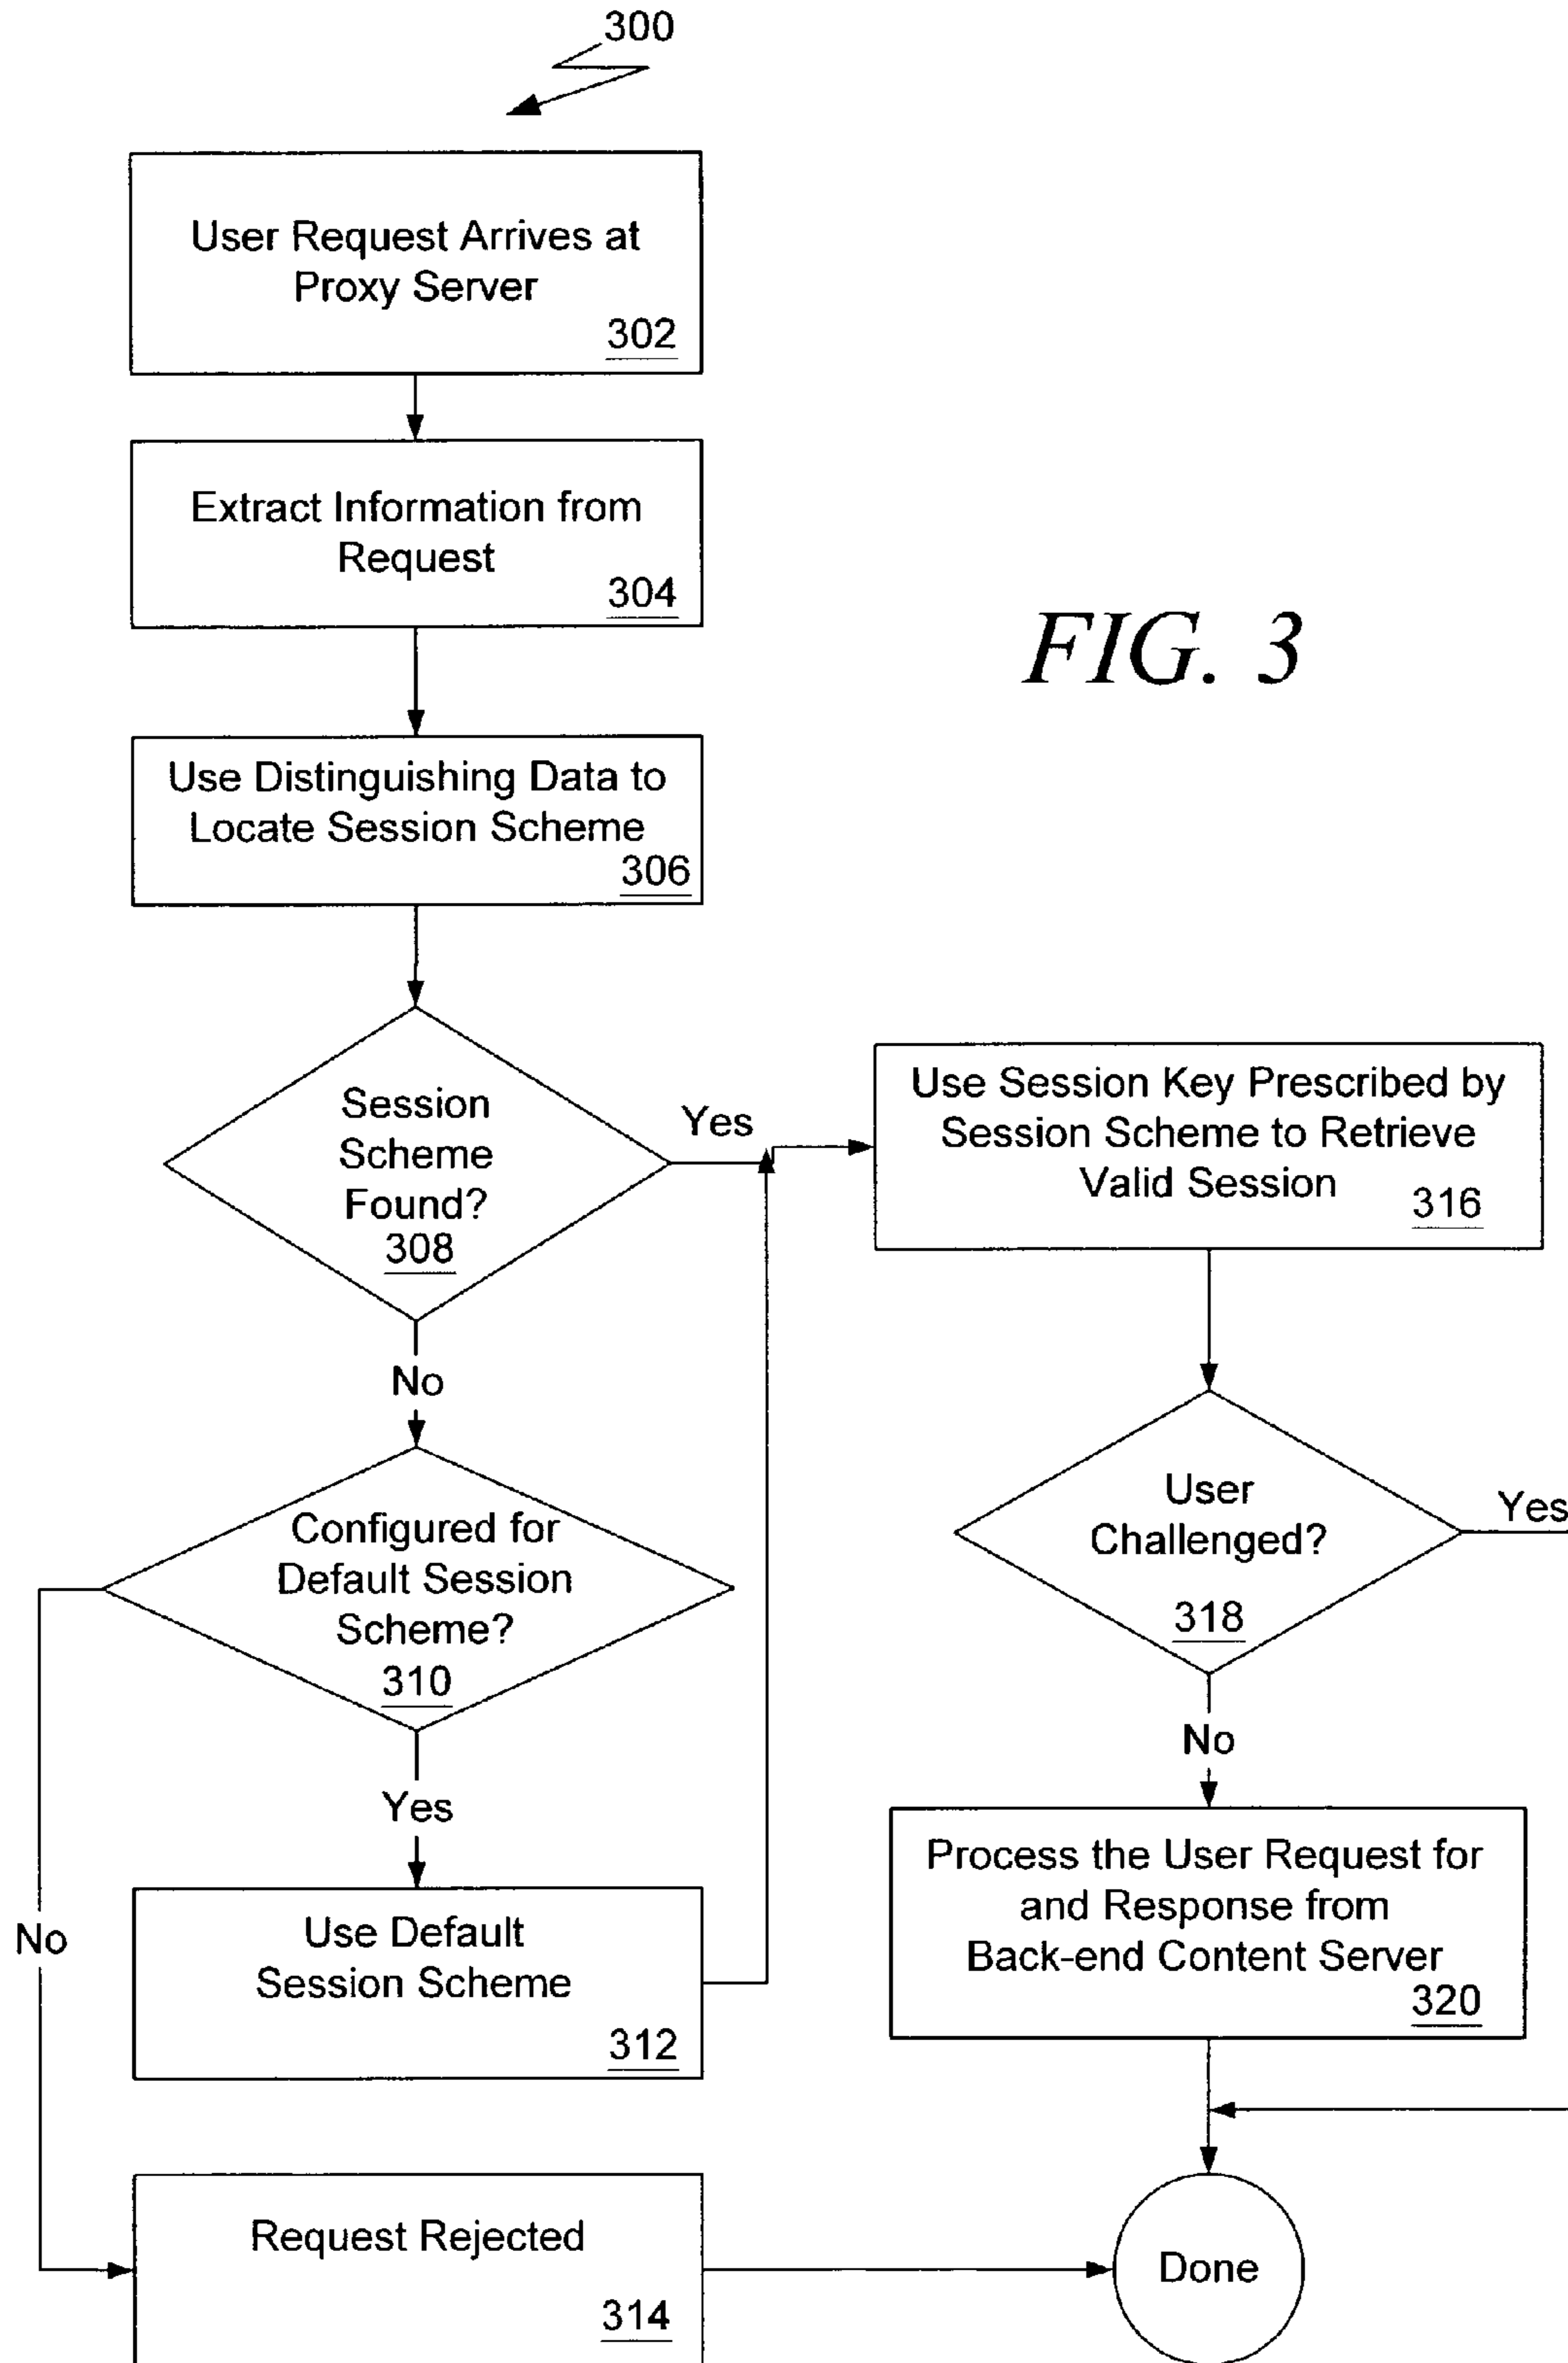 300
User Request Arrives at
Proxy Server
302
Extract Information from
Request
304
FIG. 3
Use Distinguishing Data to
Locate Session Scheme
306
Session
Scheme
Found?
308
Yes
No
Use Session Key Prescribed by
Session Scheme to Retrieve
Valid Session
316
Configured for
Default Session
Scheme?
310
Yes
No
User
Challenged?
318
Yes
No
Use Default
Session Scheme
312
Process the User Request for
and Response from
Back-end Content Server
320
Request Rejected
314
Done